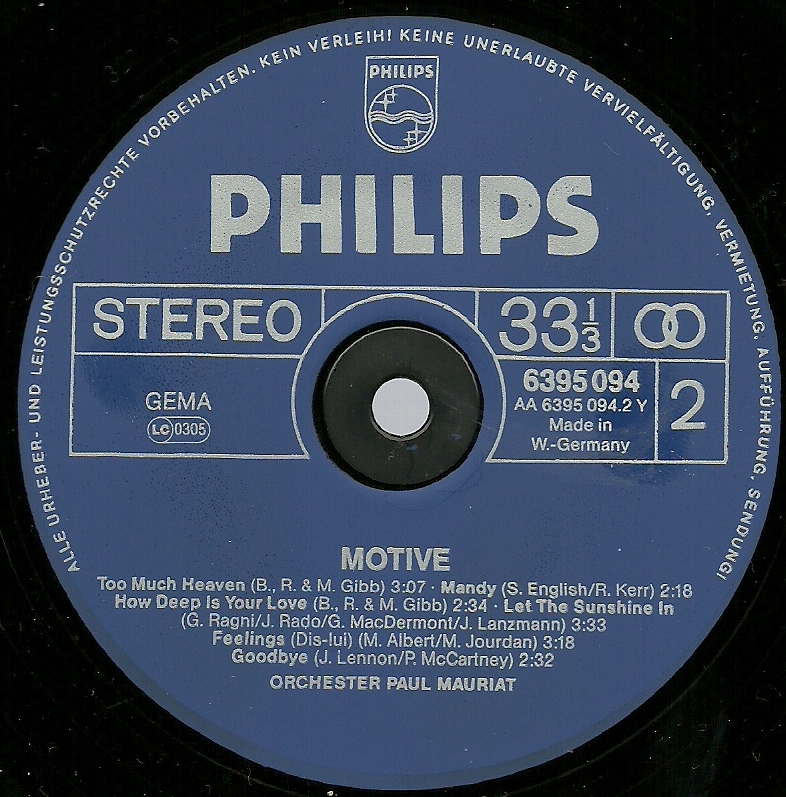 ALLE URHEBER- UND LEISTUNGSSCHUTZRECHTE VORBEHALTEN. KEIN VERLEIH! KEINE UNERLAUBTE VERVIELFÄLTIGUNG, VERMIETUNG, AUFFÜHRUNG, SENDUNG!
PHILIPS
PHILIPS
STEREO
33 1/3
GEMA
LC 0305
6395 094
AA 6395 094.2 Y
Made in
W.-Germany
2
MOTIVE
Too Much Heaven (B., R. & M. Gibb) 3:07 · Mandy (S. English/R. Kerr) 2:18
How Deep Is Your Love (B., R. & M. Gibb) 2:34 · Let The Sunshine In
(G. Ragni/J. Rado/G. MacDermont/J. Lanzmann) 3:33
Feelings (Dis-lui) (M. Albert/M. Jourdan) 3:18
Goodbye (J. Lennon/P. McCartney) 2:32
ORCHESTER PAUL MAURIAT